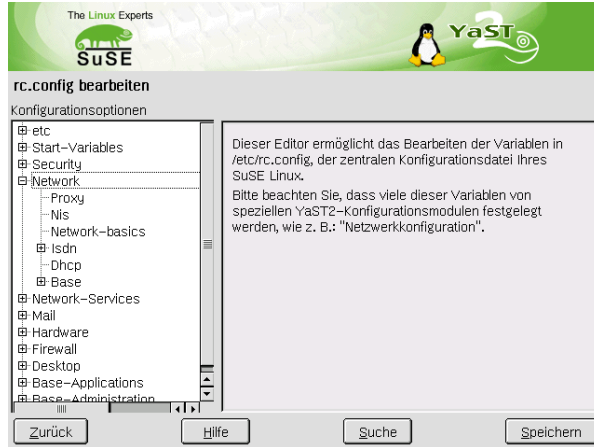 The Linux Experts
SuSE
YaST
2
rc.config bearbeiten
Konfigurationsoptionen
etc
Start-Variables
Security
Network
Proxy
Nis
Network-basics
Isdn
Dhcp
Base
Network-Services
Mail
Hardware
Firewall
Desktop
Base-Applications
Base-Administration
Dieser Editor ermöglicht das Bearbeiten der Variablen in
/etc/rc.config, der zentralen Konfigurationsdatei Ihres
SuSE Linux.
Bitte beachten Sie, dass viele dieser Variablen von
speziellen YaST2-Konfigurationsmodulen festgelegt
werden, wie z. B.: "Netzwerkkonfiguration".
Zurück
Hilfe
Suche
Speichern